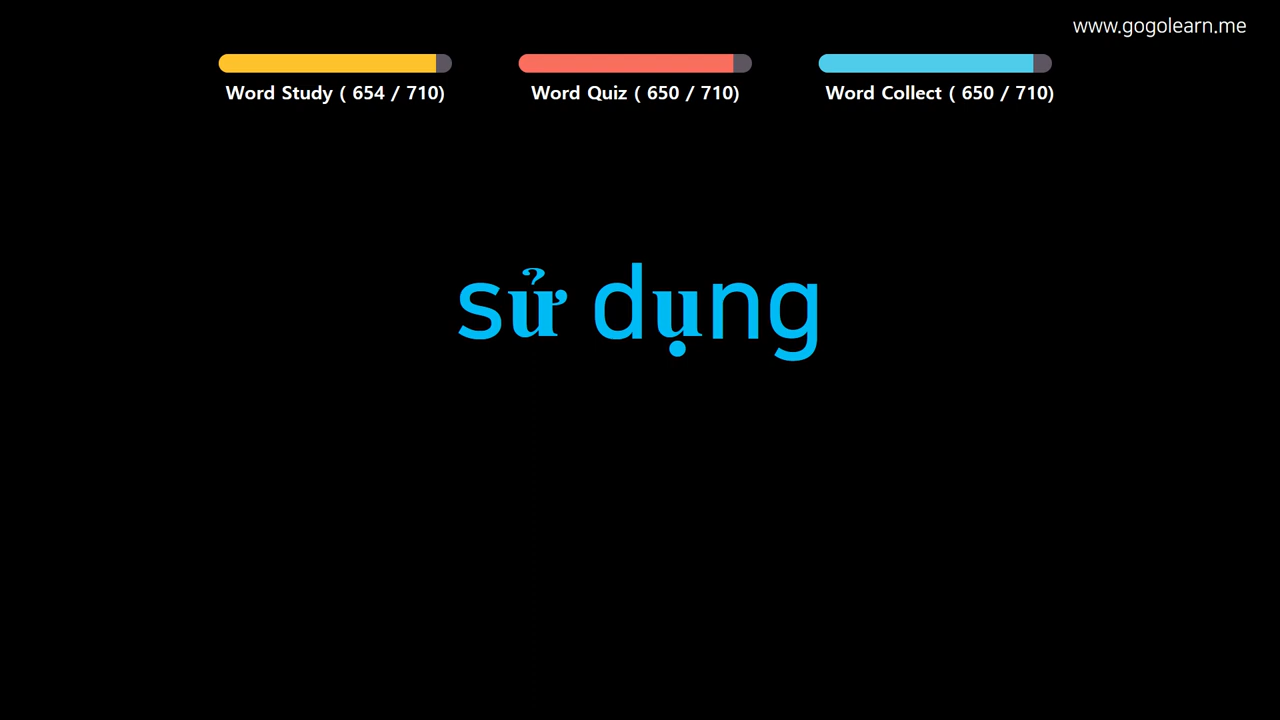 www.gogolearn.me
Word Study ( 654 / 710)
Word Quiz ( 650 / 710)
Word Collect ( 650 / 710)
sử dụng